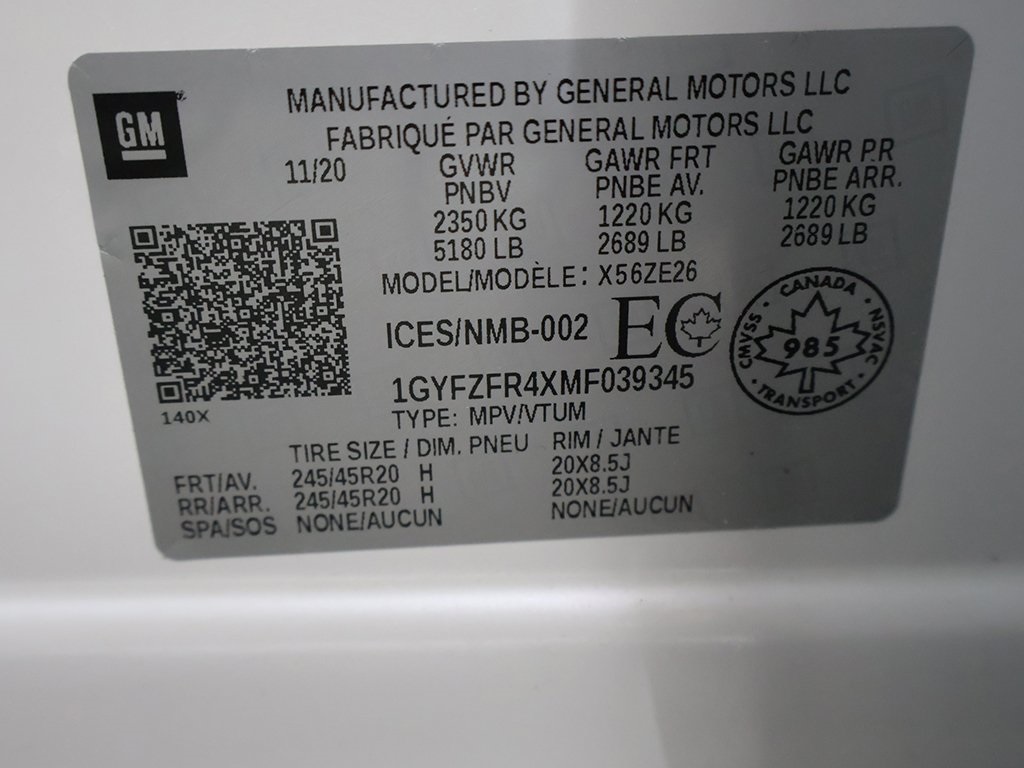 GM
MANUFACTURED BY GENERAL MOTORS LLC
FABRIQUÉ PAR GENERAL MOTORS LLC
11/20 GVWR GAWR FRT GAWR RR
PNBV PNBE AV. PNBE ARR.
2350 KG 1220 KG 1220 KG
5180 LB 2689 LB 2689 LB
MODEL/MODÈLE: X56ZE26
ICES/NMB-002 EC
CANADA
CMVSS 985 NSVAC
TRANSPORT
1GYFZFR4XMF039345
140X
TYPE: MPV/VTUM
TIRE SIZE / DIM. PNEU RIM / JANTE
FRT/AV. 245/45R20 H 20X8.5J
RR/ARR. 245/45R20 H 20X8.5J
SPA/SOS NONE/AUCUN NONE/AUCUN